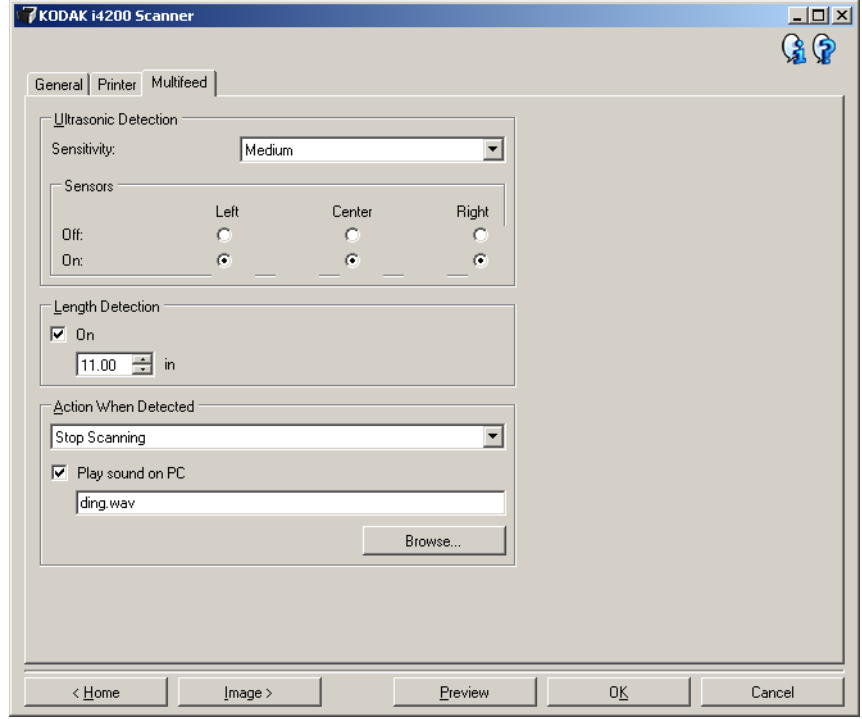 KODAK i4200 Scanner
General Printer Multifeed
Ultrasonic Detection
Sensitivity: Medium
Sensors
Left Center Right
Off:
On:
Length Detection
On
11.00 in
Action When Detected
Stop Scanning
Play sound on PC
ding.wav
Browse...
< Home Image > Preview OK Cancel